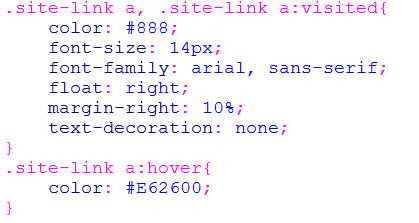 .site-link a, .site-link a:visited{
    color: #888;
    font-size: 14px;
    font-family: arial, sans-serif;
    float: right;
    margin-right: 10%;
    text-decoration: none;
}
.site-link a:hover{
    color: #E62600;
}